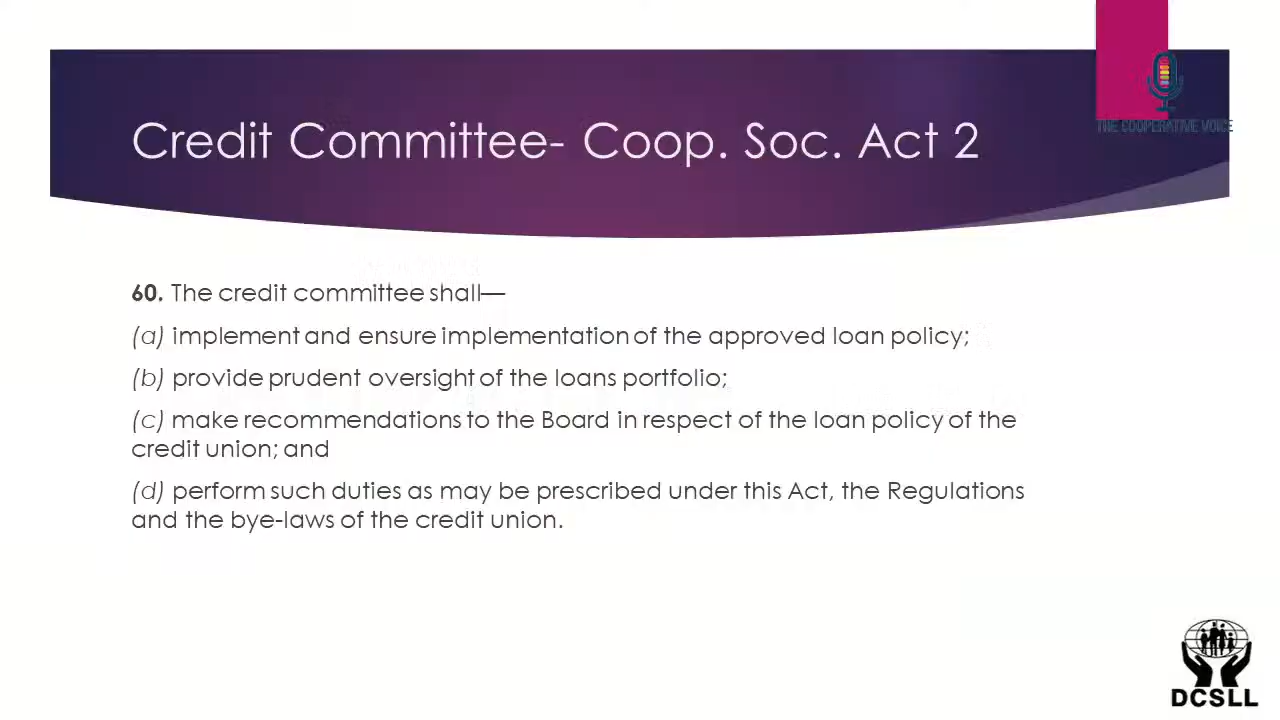 THE COOPERATIVE VOICE
Credit Committee- Coop. Soc. Act 2
60. The credit committee shall—
(a) implement and ensure implementation of the approved loan policy;
(b) provide prudent oversight of the loans portfolio;
(c) make recommendations to the Board in respect of the loan policy of the
credit union; and
(d) perform such duties as may be prescribed under this Act, the Regulations
and the bye-laws of the credit union.
DCSLL